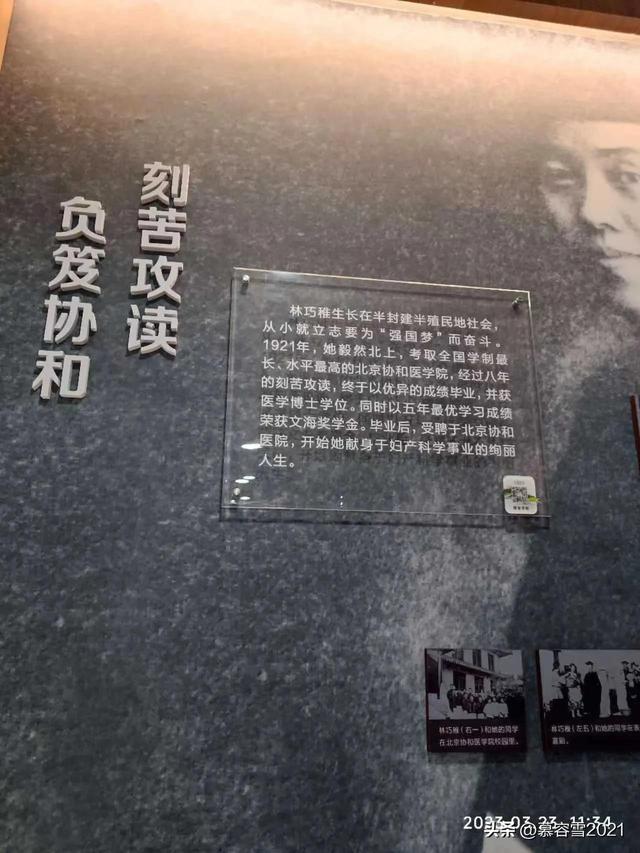 刻苦攻读
负笈协和
林巧稚生长在半封建半殖民地社会，
从小就立志要为“强国梦”而奋斗。
1921年，她毅然北上，考取全国学制最
长、水平最高的北京协和医学院，经过八年
的刻苦攻读，终于以优异的成绩毕业，并获
医学博士学位。同时以五年最优学习成绩
荣获文海奖学金。毕业后，受聘于北京协和
医院，开始她献身于妇产科学事业的绚丽
人生。
林巧稚（右一）和她的同学
在北京协和医学院校园里。
林巧稚（左五）和她的同学在表
喜剧。
2023.03.23 11:34
头条@慕容雪2021